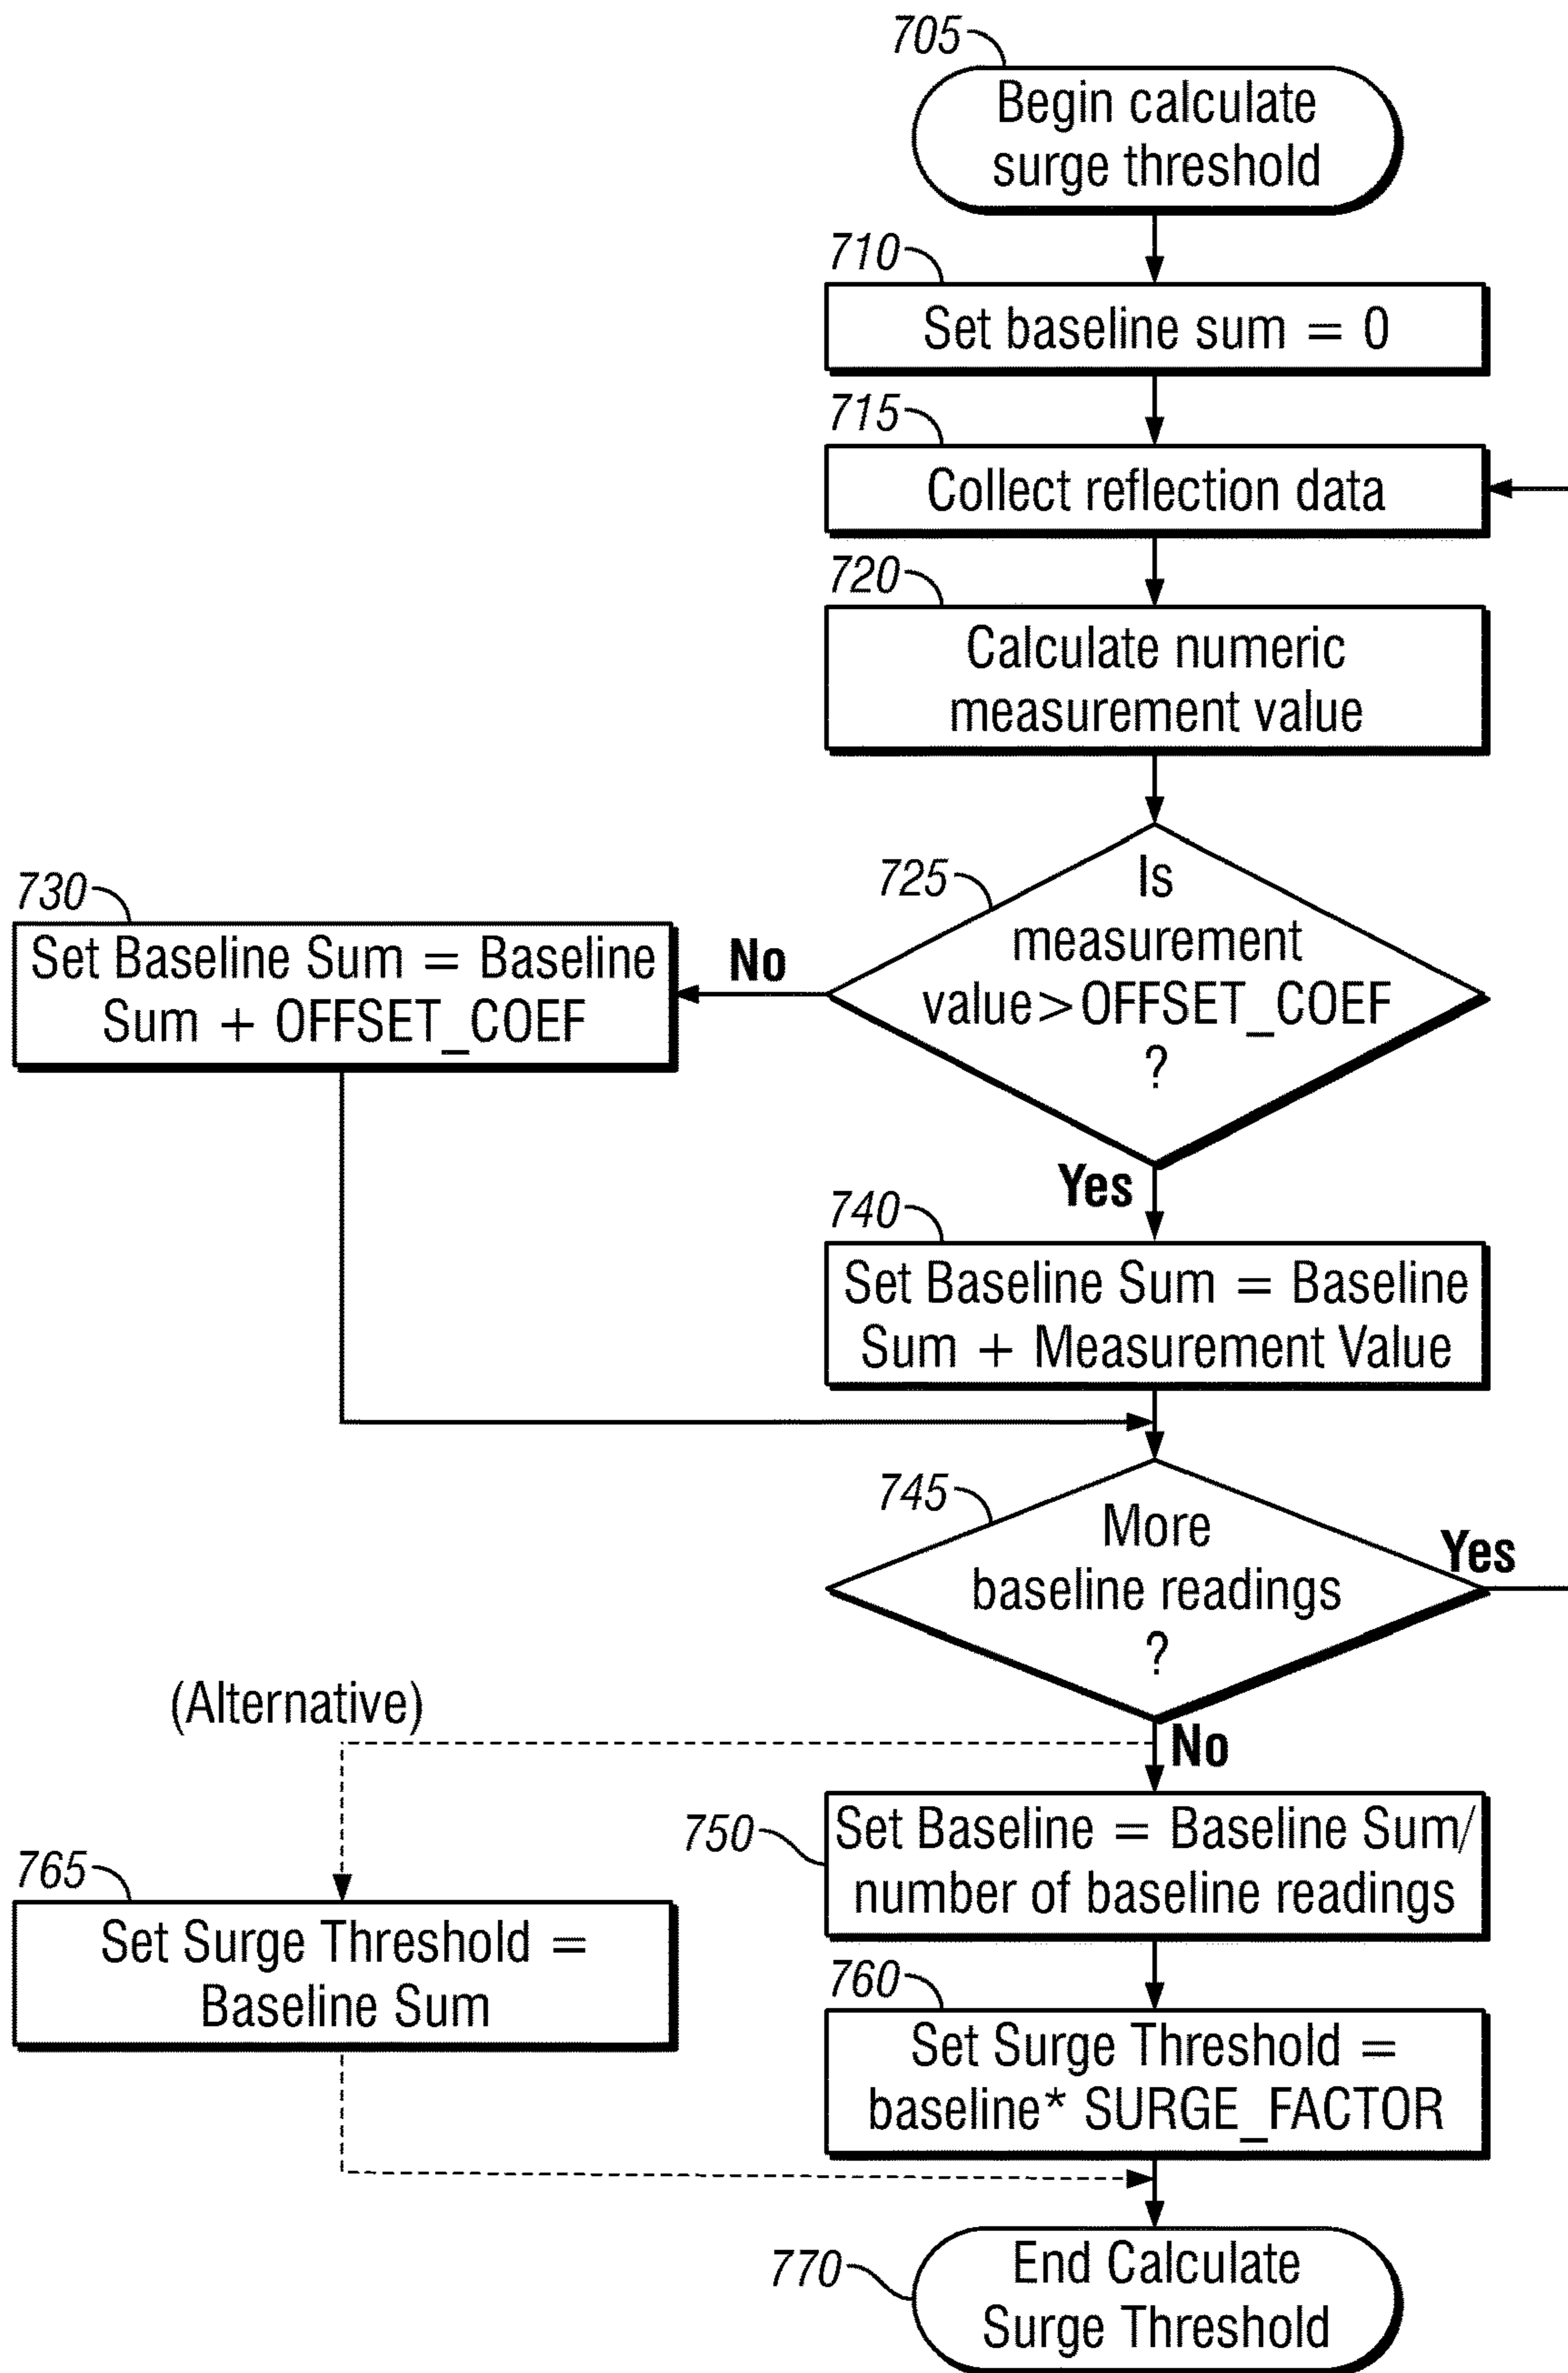 705
Begin calculate
surge threshold
710
Set baseline sum = 0
715
Collect reflection data
720
Calculate numeric
measurement value
725
Is
measurement
value>OFFSET_COEF
?
No
730
Set Baseline Sum = Baseline
Sum + OFFSET_COEF
Yes
740
Set Baseline Sum = Baseline
Sum + Measurement Value
745
More
baseline readings
?
Yes
(Alternative)
No
750
Set Baseline = Baseline Sum/
number of baseline readings
765
Set Surge Threshold =
Baseline Sum
760
Set Surge Threshold =
baseline* SURGE_FACTOR
770
End Calculate
Surge Threshold